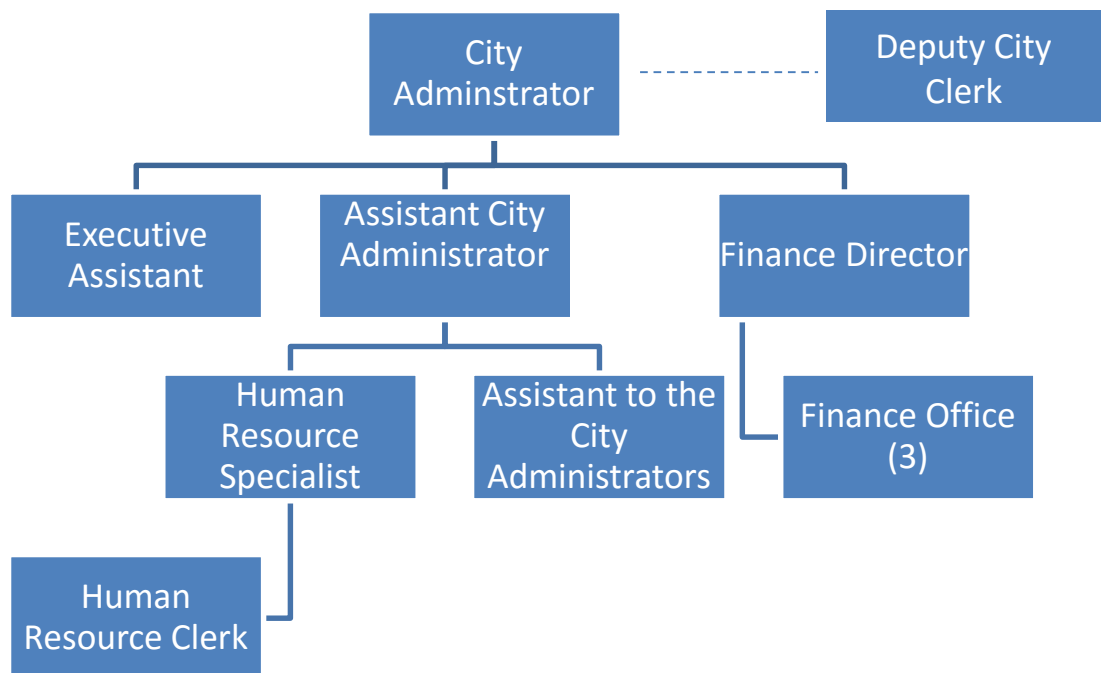 City
Adminstrator
Deputy City
Clerk
Executive
Assistant
Assistant City
Administrator
Finance Director
Human
Resource
Specialist
Assistant to the
City
Administrators
Finance Office
(3)
Human
Resource Clerk